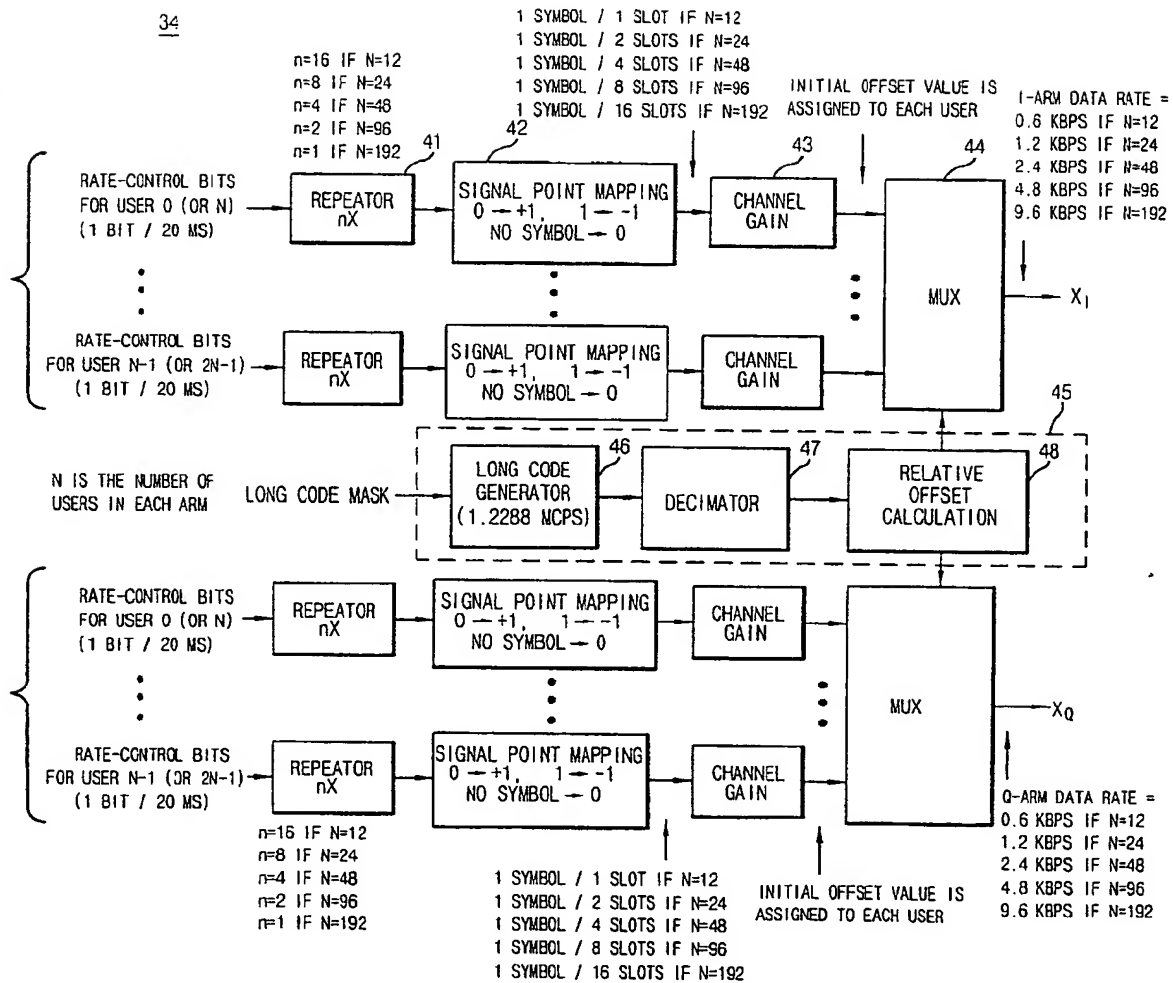 34
n=16 IF N=12
n=8 IF N=24
n=4 IF N=48
n=2 IF N=96
n=1 IF N=192
1 SYMBOL / 1 SLOT IF N=12
1 SYMBOL / 2 SLOTS IF N=24
1 SYMBOL / 4 SLOTS IF N=48
1 SYMBOL / 8 SLOTS IF N=96
1 SYMBOL / 16 SLOTS IF N=192
INITIAL OFFSET VALUE IS
ASSIGNED TO EACH USER
I-ARM DATA RATE =
0.6 KBPS IF N=12
1.2 KBPS IF N=24
2.4 KBPS IF N=48
4.8 KBPS IF N=96
9.6 KBPS IF N=192
41
42
43
44
RATE-CONTROL BITS
FOR USER 0 (OR N)
(1 BIT / 20 MS)
REPEATOR
nX
SIGNAL POINT MAPPING
0→+1, 1→-1
NO SYMBOL→0
CHANNEL
GAIN
MUX
XI
RATE-CONTROL BITS
FOR USER N-1 (OR 2N-1)
(1 BIT / 20 MS)
REPEATOR
nX
SIGNAL POINT MAPPING
0→+1, 1→-1
NO SYMBOL→0
CHANNEL
GAIN
45
N IS THE NUMBER OF
USERS IN EACH ARM
LONG CODE MASK
LONG CODE
GENERATOR
(1.2288 MCPS)
46
DECIMATOR
47
RELATIVE
OFFSET
CALCULATION
48
RATE-CONTROL BITS
FOR USER 0 (OR N)
(1 BIT / 20 MS)
REPEATOR
nX
SIGNAL POINT MAPPING
0→+1, 1→-1
NO SYMBOL→0
CHANNEL
GAIN
MUX
XQ
RATE-CONTROL BITS
FOR USER N-1 (OR 2N-1)
(1 BIT / 20 MS)
REPEATOR
nX
SIGNAL POINT MAPPING
0→+1, 1→-1
NO SYMBOL→0
CHANNEL
GAIN
n=16 IF N=12
n=8 IF N=24
n=4 IF N=48
n=2 IF N=96
n=1 IF N=192
1 SYMBOL / 1 SLOT IF N=12
1 SYMBOL / 2 SLOTS IF N=24
1 SYMBOL / 4 SLOTS IF N=48
1 SYMBOL / 8 SLOTS IF N=96
1 SYMBOL / 16 SLOTS IF N=192
INITIAL OFFSET VALUE IS
ASSIGNED TO EACH USER
Q-ARM DATA RATE =
0.6 KBPS IF N=12
1.2 KBPS IF N=24
2.4 KBPS IF N=48
4.8 KBPS IF N=96
9.6 KBPS IF N=192